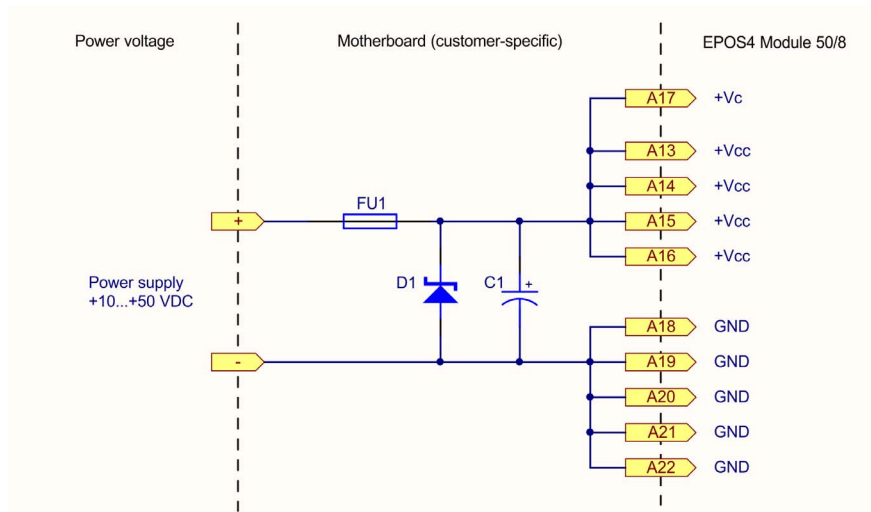 Power voltage
Motherboard (customer-specific)
EPOS4 Module 50/8
A17 +Vc
A13 +Vcc
A14 +Vcc
FU1
+ A15 +Vcc
A16 +Vcc
Power supply
+10...+50 VDC
D1 C1 +
A18 GND
- A19 GND
A20 GND
A21 GND
A22 GND